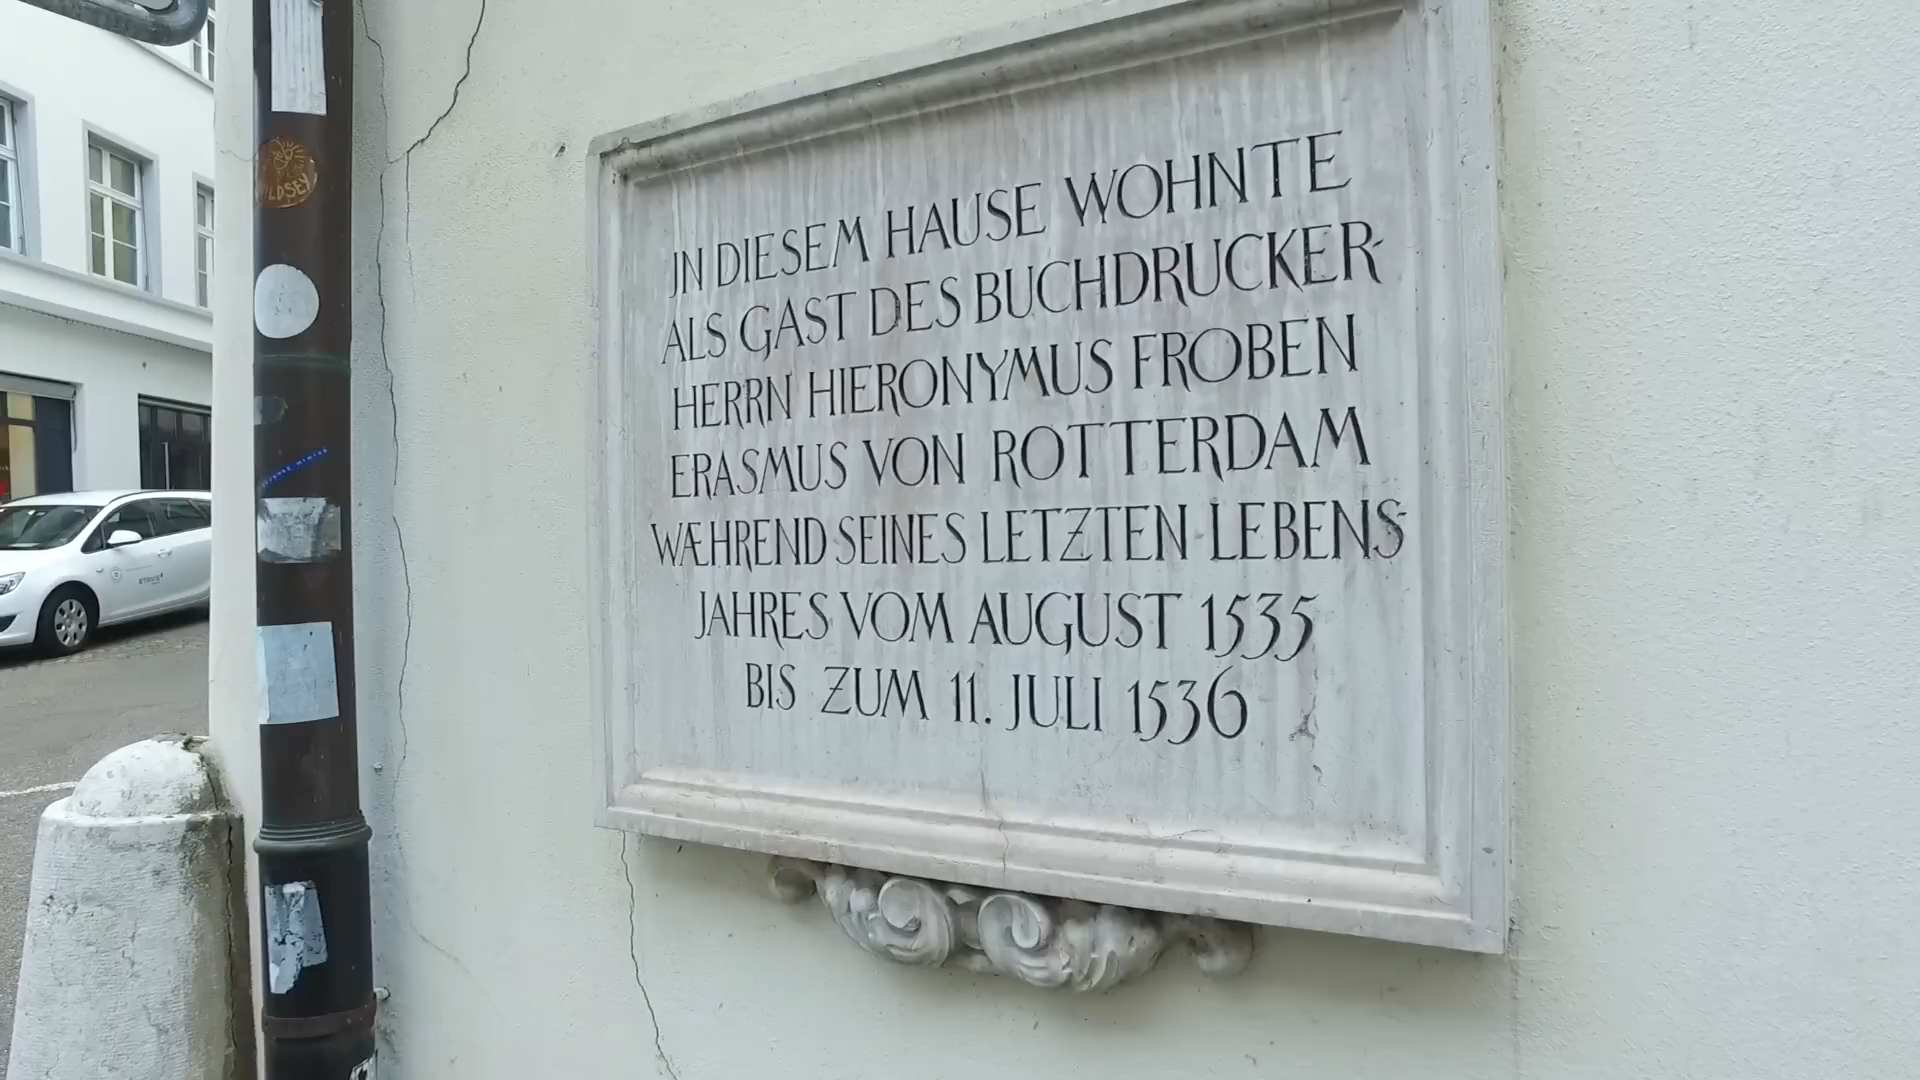 JN DIESEM HAUSE WOHNTE
ALS GAST DES BUCHDRUCKER-
HERRN HIERONYMUS FROBEN
ERASMUS VON ROTTERDAM
WÆHREND SEINES LETZTEN LEBENS-
JAHRES VOM AUGUST 1535
BIS ZUM 11. JULI 1536